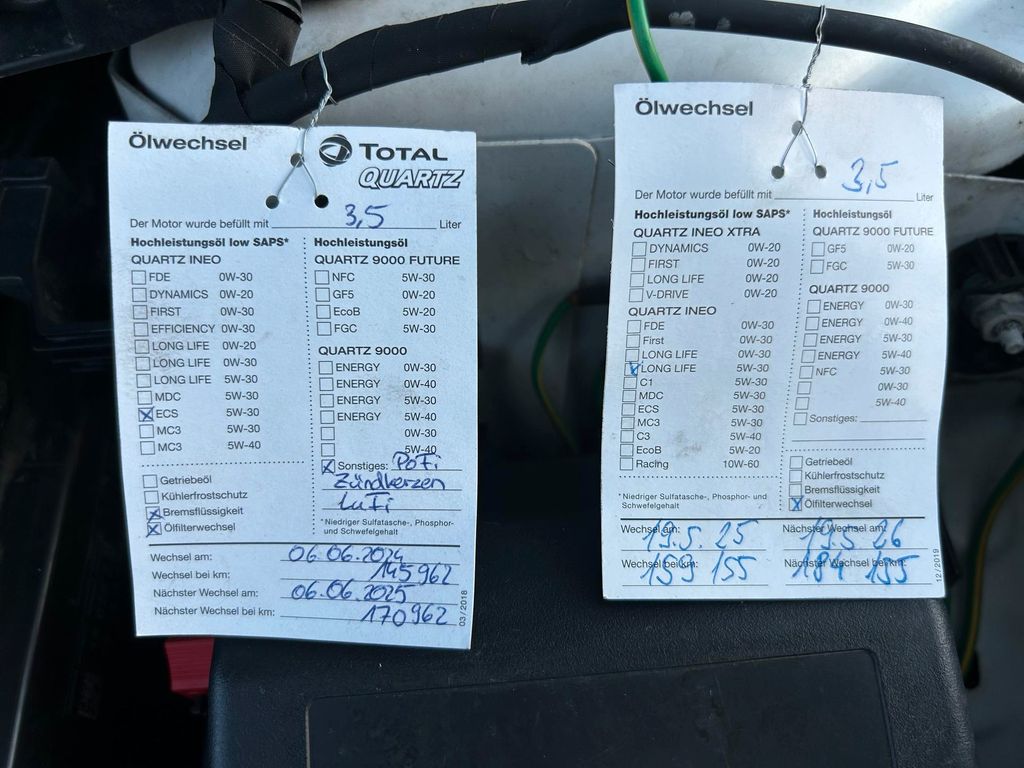 Ölwechsel
TOTAL
QUARTZ
Der Motor wurde befüllt mit 3,5 Liter
Hochleistungsöl low SAPS*
QUARTZ INEO
FDE 0W-30
DYNAMICS 0W-20
FIRST 0W-30
EFFICIENCY 0W-30
LONG LIFE 0W-20
LONG LIFE 0W-30
LONG LIFE 5W-30
MDC 5W-30
ECS 5W-30
MC3 5W-30
MC3 5W-40
Getriebeöl
Kühlerfrostschutz
Bremsflüssigkeit
Ölfilterwechsel
Hochleistungsöl
QUARTZ 9000 FUTURE
NFC 5W-30
GF5 0W-20
EcoB 5W-20
FGC 5W-30
QUARTZ 9000
ENERGY 0W-30
ENERGY 0W-40
ENERGY 5W-30
ENERGY 5W-40
0W-30
5W-40
Sonstiges: PoFi
Zündkerzen
LuFi
*Niedriger Sulfatasche-, Phosphor-
und Schwefelgehalt
Wechsel am: 06.06.2024
Wechsel bei km: 145962
Nächster Wechsel am: 06.06.2025
Nächster Wechsel bei km: 170962
03/2018
Ölwechsel
Der Motor wurde befüllt mit 3,5 Liter
Hochleistungsöl low SAPS*
QUARTZ INEO XTRA
DYNAMICS 0W-20
FIRST 0W-20
LONG LIFE 0W-20
V-DRIVE 0W-20
QUARTZ INEO
FDE 0W-30
First 0W-30
LONG LIFE 0W-30
LONG LIFE 5W-30
C1 5W-30
MDC 5W-30
ECS 5W-30
MC3 5W-30
C3 5W-40
EcoB 5W-20
Racing 10W-60
*Niedriger Sulfatasche-, Phosphor- und
Schwefelgehalt
Hochleistungsöl
QUARTZ 9000 FUTURE
GF5 0W-20
FGC 5W-30
QUARTZ 9000
ENERGY 0W-30
ENERGY 0W-40
ENERGY 5W-30
ENERGY 5W-40
NFC 5W-30
0W-30
5W-40
Sonstiges:
Getriebeöl
Kühlerfrostschutz
Bremsflüssigkeit
Ölfilterwechsel
Wechsel am: 19.5.25 Nächster Wechsel am: 19.5 26
Wechsel bei km: 159 155 Nächster Wechsel bei km: 184 155
12/2019